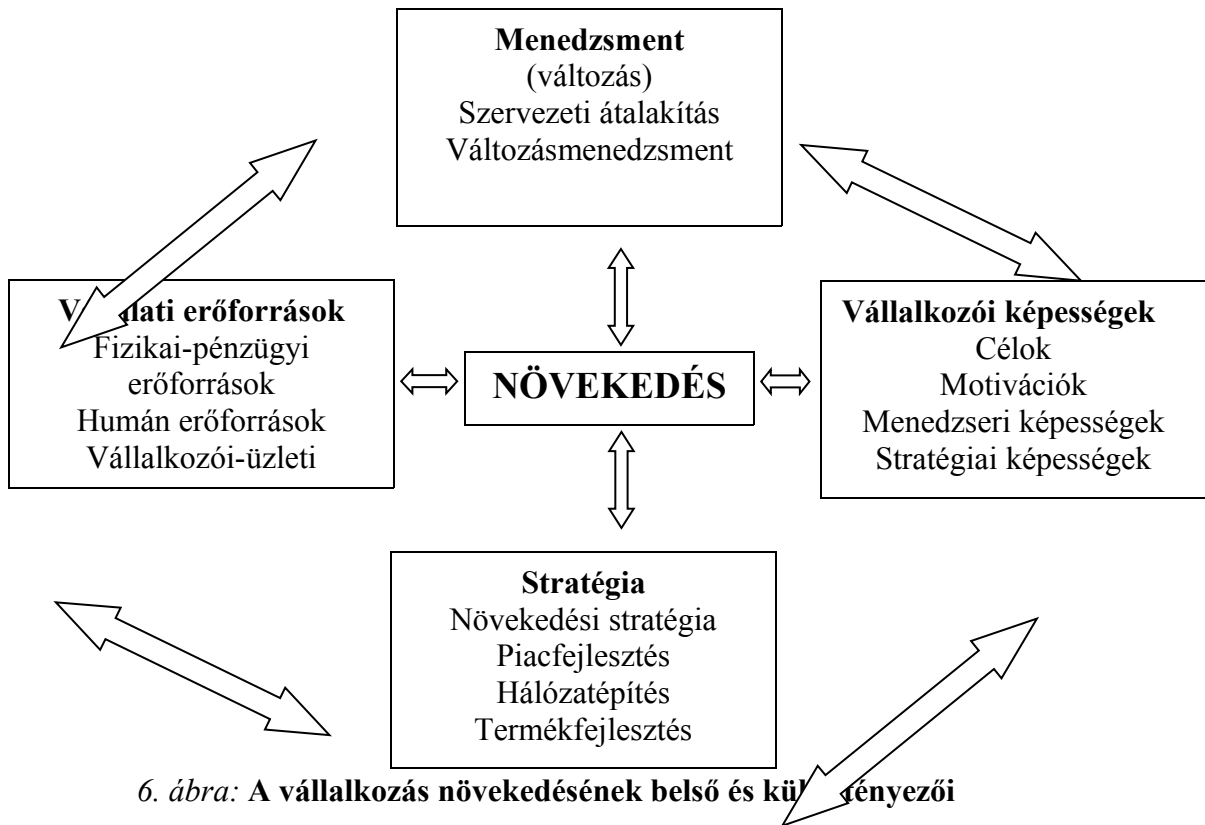 Menedzsment
(változás)
Szervezeti átalakítás
Változásmenedzsment
erőforrások
Fizikai-pénzügyi
erőforrások
Humán erőforrások
Vállalkozói-üzleti
NÖVEKEDÉS
Vállalkozói képességek
Célok
Motivációk
Menedzseri képességek
Stratégiai képességek
Stratégia
Növekedési stratégia
Piacfejlesztés
Hálózatépítés
Termékfejlesztés
6. ábra: A vállalkozás növekedésének belső és